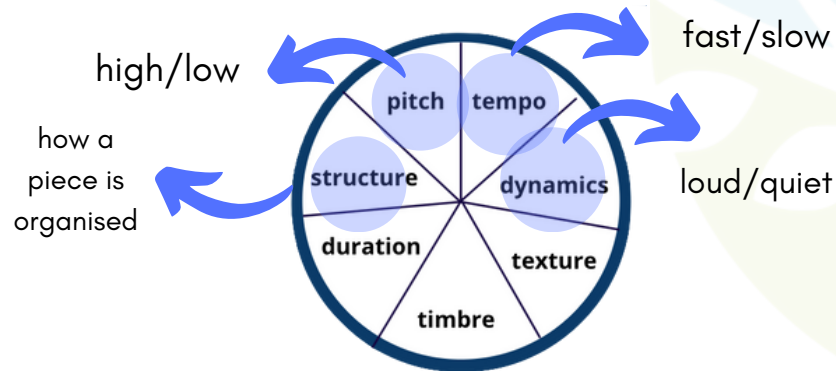 high/low
fast/slow
pitch
tempo
how a
piece is
organised
structure
dynamics
loud/quiet
duration
texture
timbre